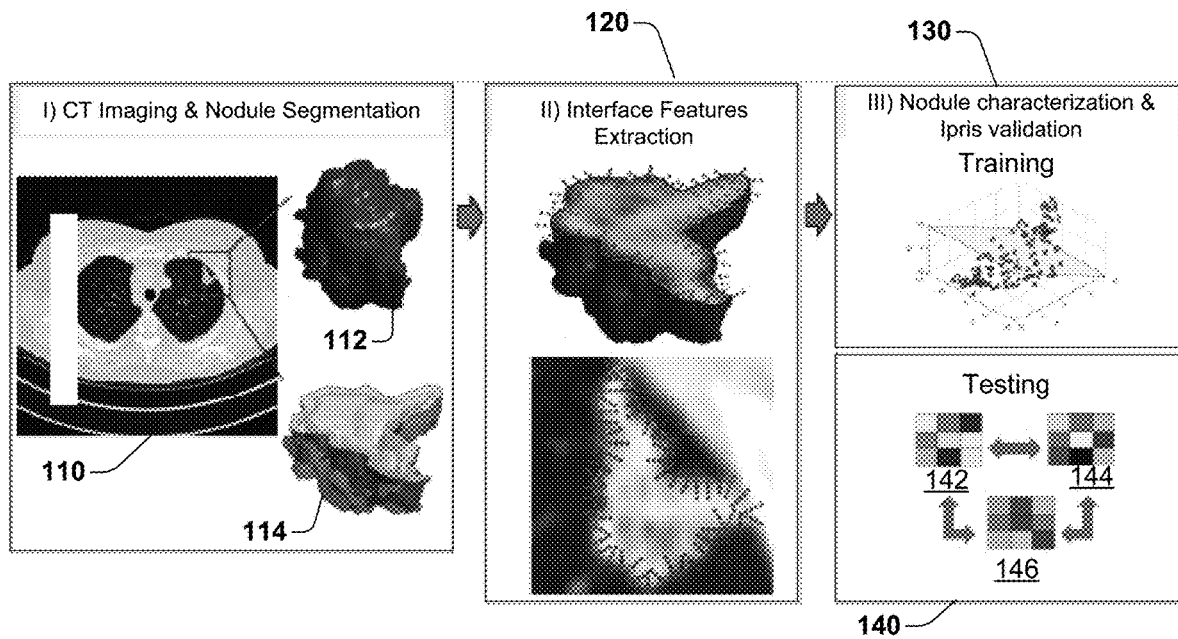 120
130
I) CT Imaging & Nodule Segmentation
II) Interface Features
Extraction
III) Nodule characterization &
Ipris validation
Training
112
110
114
Testing
142
144
146
140